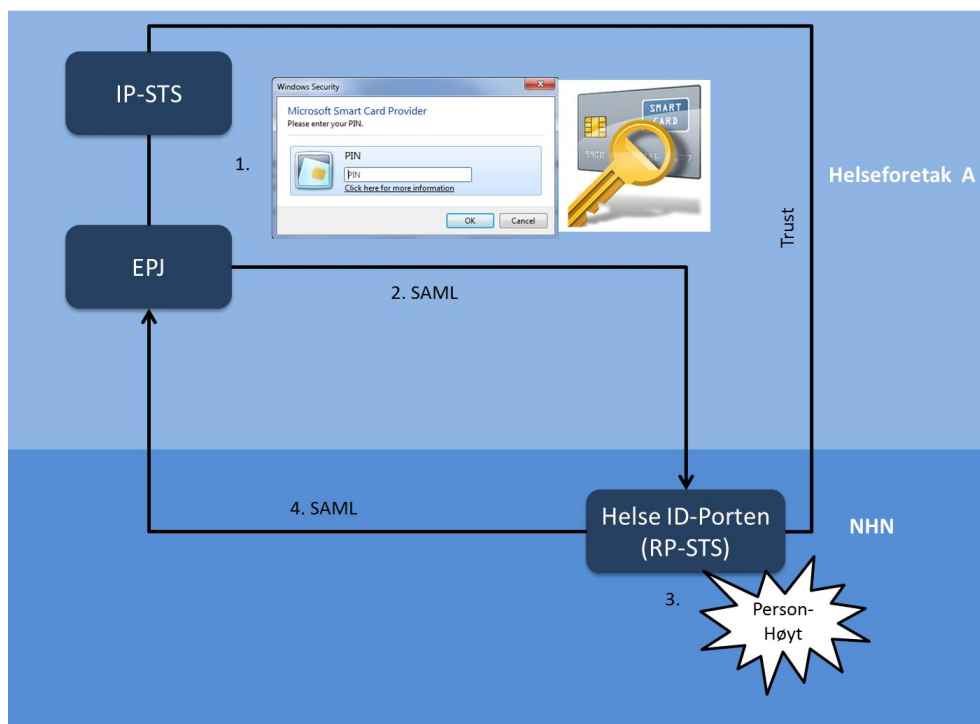 IP-STS
1.
Windows Security
Microsoft Smart Card Provider
Please enter your PIN.
PIN
PIN
Click here for more information
OK
Cancel
SMART
CARD
Helseforetak A
Trust
EPJ
2. SAML
4. SAML
Helse ID-Porten
(RP-STS)
NHN
3.
Person-
Høyt